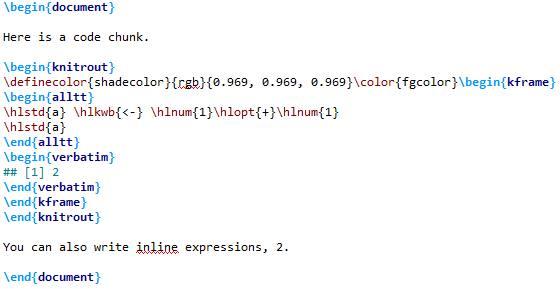 \begin{document}
Here is a code chunk.
\begin{knitrout}
\definecolor{shadecolor}{rgb}{0.969, 0.969, 0.969}\color{fgcolor}\begin{kframe}
\begin{alltt}
\hlstd{a} \hlkwb{<-} \hlnum{1}\hlopt{+}\hlnum{1}
\hlstd{a}
\end{alltt}
\begin{verbatim}
## [1] 2
\end{verbatim}
\end{kframe}
\end{knitrout}
You can also write inline expressions, 2.
\end{document}